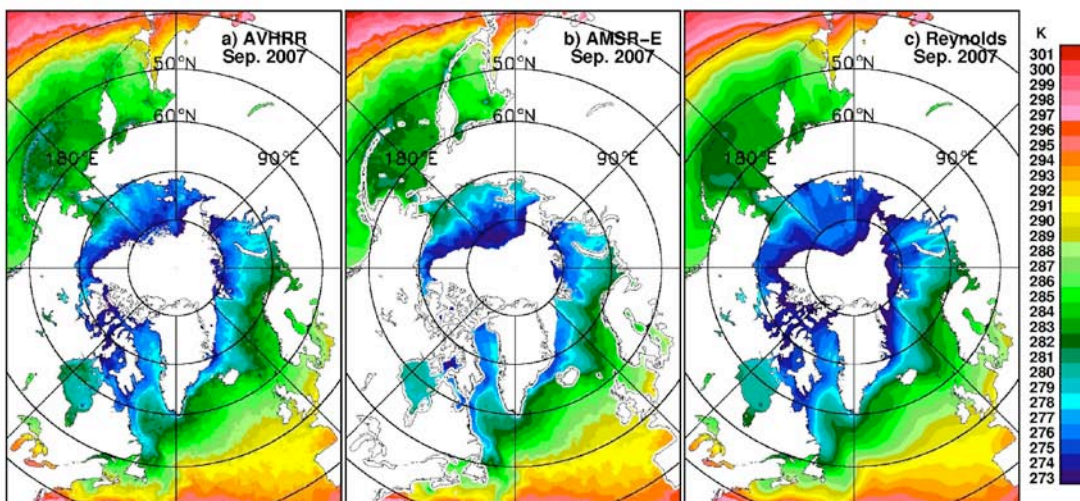 a) AVHRR
Sep. 2007
50°N
60°N
180°E
90°E
b) AMSR-E
Sep. 2007
50°N
60°N
180°E
90°E
c) Reynolds
Sep. 2007
50°N
60°N
180°E
90°E
K
301
300
299
298
297
296
295
294
293
292
291
290
289
288
287
286
285
284
283
282
281
280
279
278
277
276
275
274
273